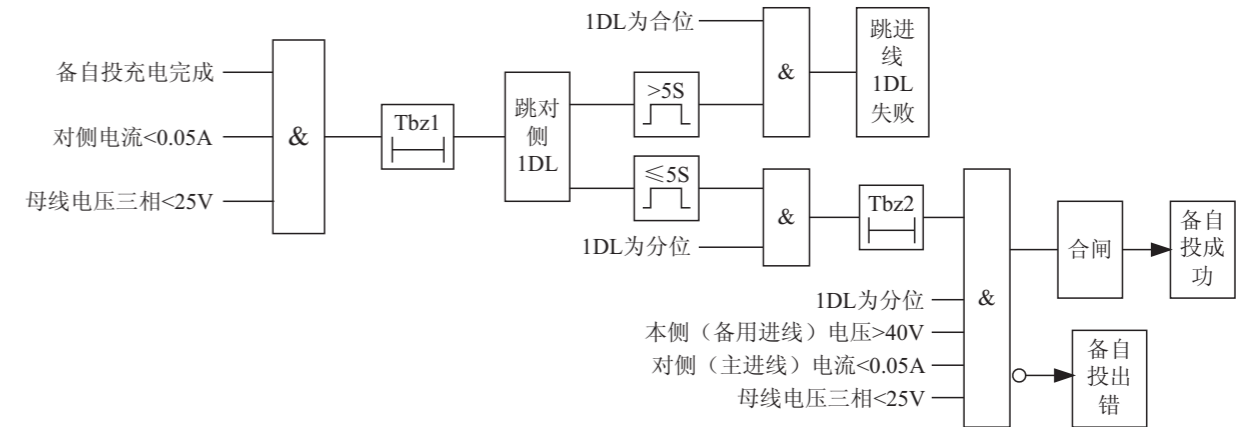 备自投充电完成
对侧电流<0.05A
母线电压三相<25V
&
Tbz1
跳对
侧
1DL
>5S
≤5S
1DL为合位
&
跳进
线
1DL
失败
1DL为分位
&
Tbz2
1DL为分位
本侧（备用进线）电压>40V
对侧（主进线）电流<0.05A
母线电压三相<25V
&
合闸
备自
投成
功
备自
投出
错